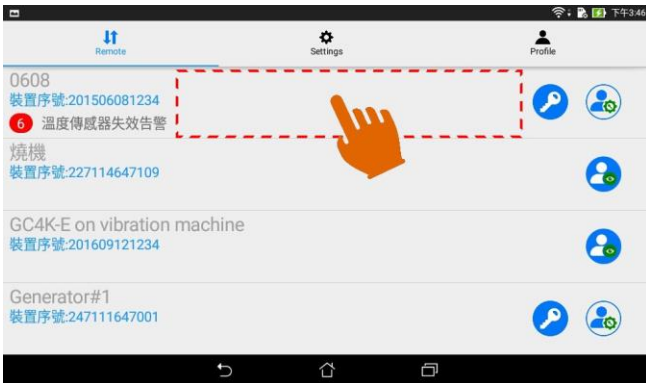 下午3:46
Remote
Settings
Profile
0608
裝置序號:201506081234
6 溫度傳感器失效告警
燒機
裝置序號:227114647109
GC4K-E on vibration machine
裝置序號:201609121234
Generator#1
裝置序號:247111647001